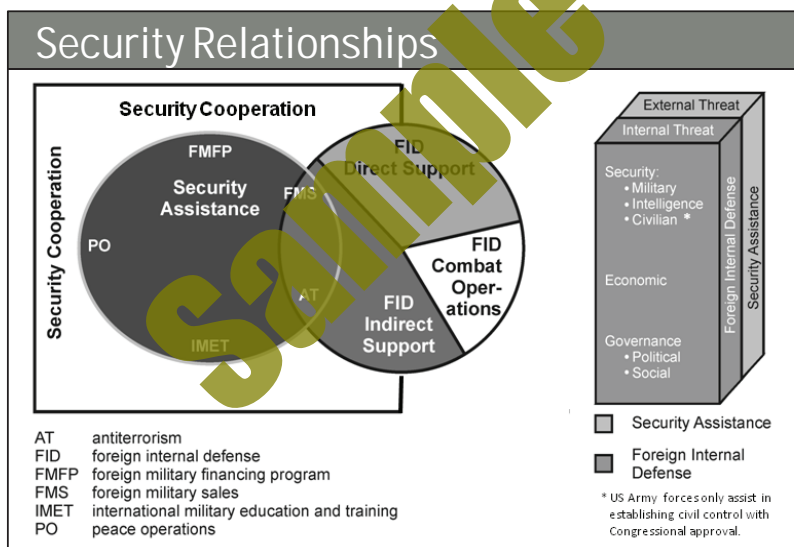 Security Relationships
Security Cooperation
Security Cooperation
FMFP
Security
Assistance
FMS
PO
AT
IMET
FID
Direct Support
FID
Combat
Oper-
ations
FID
Indirect
Support
External Threat
Internal Threat
Security:
• Military
• Intelligence
• Civilian *
Economic
Governance
• Political
• Social
Foreign Internal Defense
Security Assistance
Security Assistance
Foreign Internal
Defense
* US Army forces only assist in
establishing civil control with
Congressional approval.
AT antiterrorism
FID foreign internal defense
FMFP foreign military financing program
FMS foreign military sales
IMET international military education and training
PO peace operations
Sample